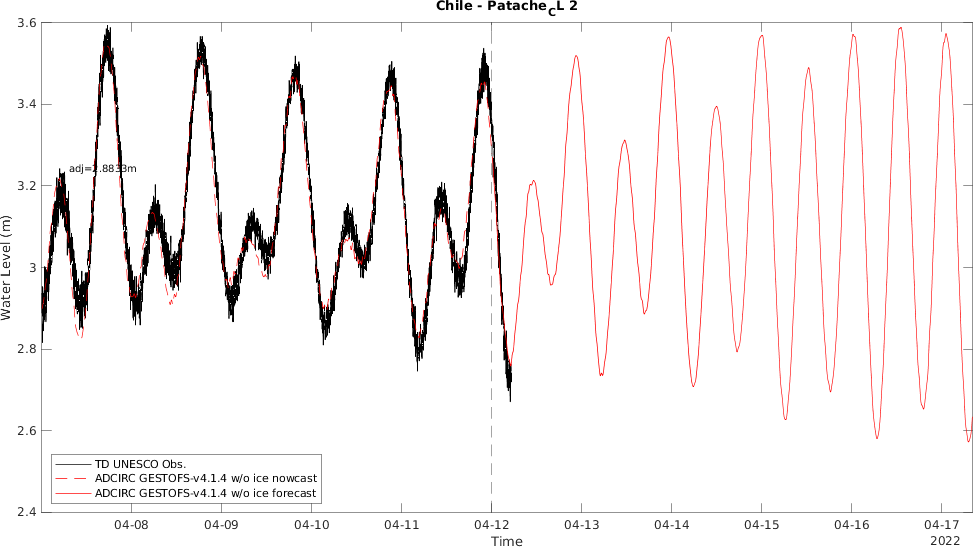 Chile - Patache_CL 2
3.6
3.4
3.2
3
2.8
2.6
2.4
Water Level (m)
adj=2.8833m
TD UNESCO Obs.
ADCIRC GESTOFS-v4.1.4 w/o ice nowcast
ADCIRC GESTOFS-v4.1.4 w/o ice forecast
04-08 04-09 04-10 04-11 04-12 04-13 04-14 04-15 04-16 04-17
Time
2022